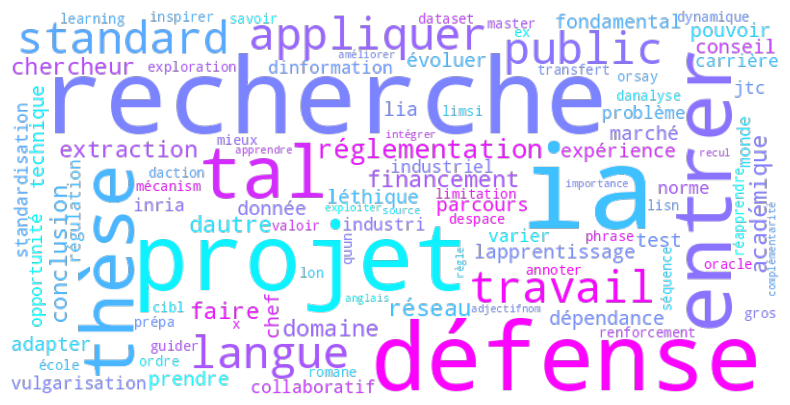 learning inspirer savoir dataset master fondamental dynamique
standard appliquer ex public pouvoir
améliorer conseil
chercheur exploration dinformation évoluer transfert orsay carrière
recherche danalyse jtc
lia limsi problème
standardisation technique mieux intégrer marché entrer monde
extraction apprendre réglementation expérience recul
tal industriel ia académique
daction financement importance norme
mécanism léthique limitation parcours
thèse inria donnée exploiter source despace lisn réapprendre
conclusion régulation dautre valoir industri varier phrase test complémentarite
opportunité projet quun lapprentissage
lon règle annoter oracle
travail séquence
cibl faire chef anglais réseau adjectifnom dépendance gros
prépa x domaine renforcement
adapter guider langue défense
école ordre romane
vulgarisation prendre collaboratif